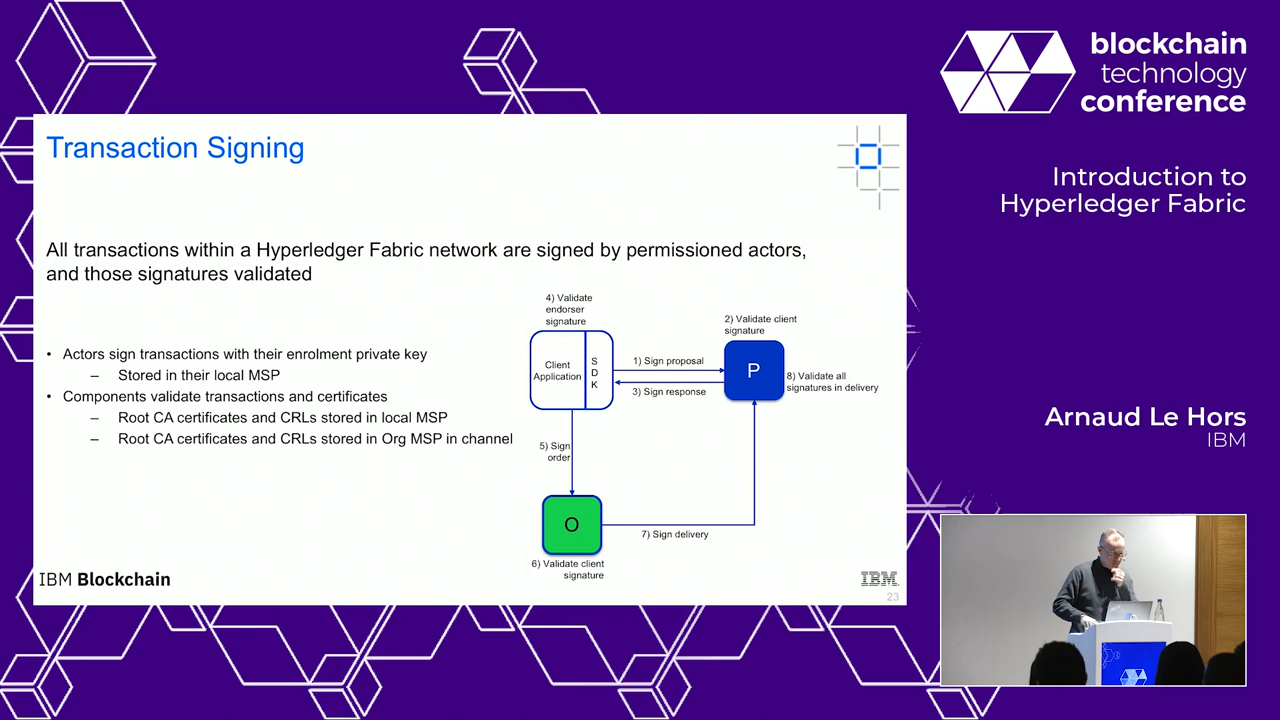 blockchain
technology
conference
Introduction to
Hyperledger Fabric
Arnaud Le Hors
IBM
Transaction Signing
All transactions within a Hyperledger Fabric network are signed by permissioned actors,
and those signatures validated
• Actors sign transactions with their enrolment private key
– Stored in their local MSP
• Components validate transactions and certificates
– Root CA certificates and CRLs stored in local MSP
– Root CA certificates and CRLs stored in Org MSP in channel
4) Validate
endorser
signature
Client
Application
S
D
K
1) Sign proposal
3) Sign response
2) Validate client
signature
P
8) Validate all
signatures in delivery
5) Sign
order
O
7) Sign delivery
6) Validate client
signature
IBM Blockchain
IBM
23